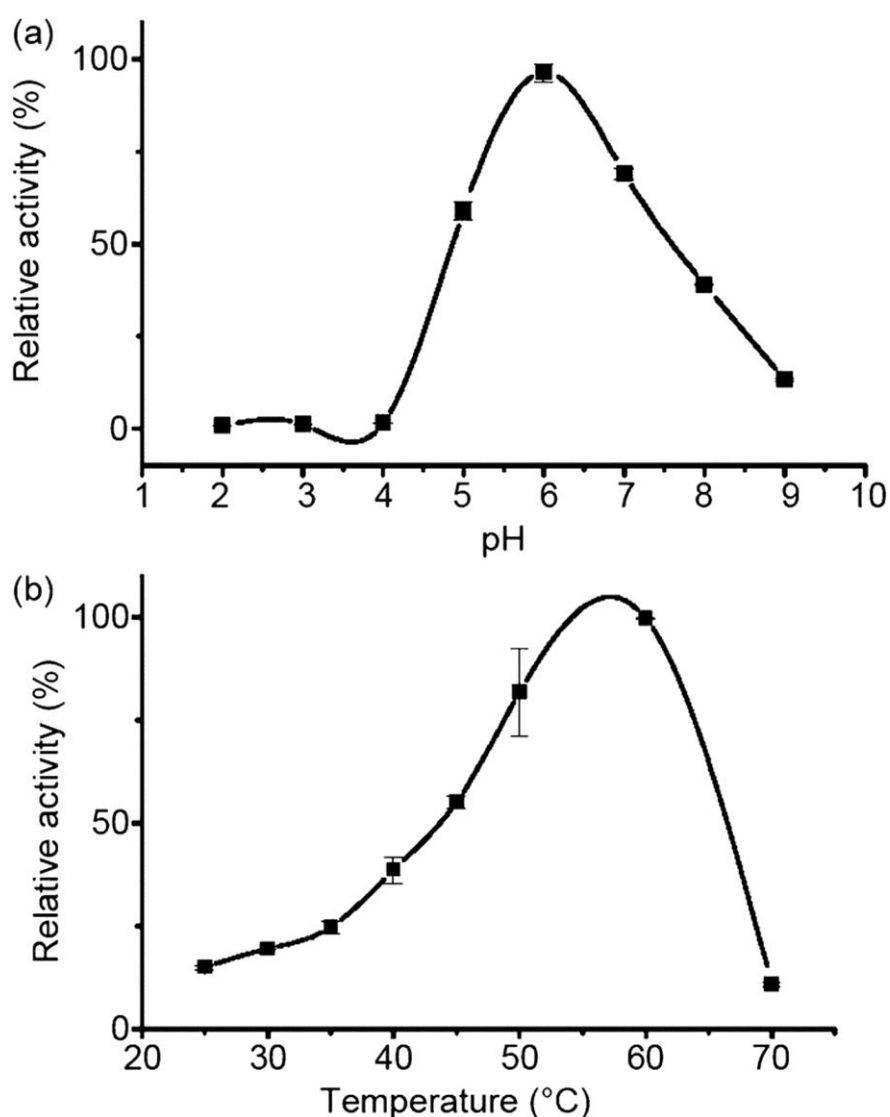 (a)
Relative activity (%)
100
50
0
1 2 3 4 5 6 7 8 9 10
pH
(b)
Relative activity (%)
100
50
0
20 30 40 50 60 70
Temperature (°C)